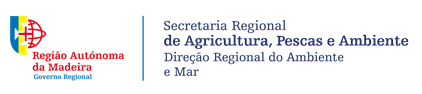 Região Autónoma
da Madeira
Governo Regional
Secretaria Regional
de Agricultura, Pescas e Ambiente
Direção Regional do Ambiente
e Mar